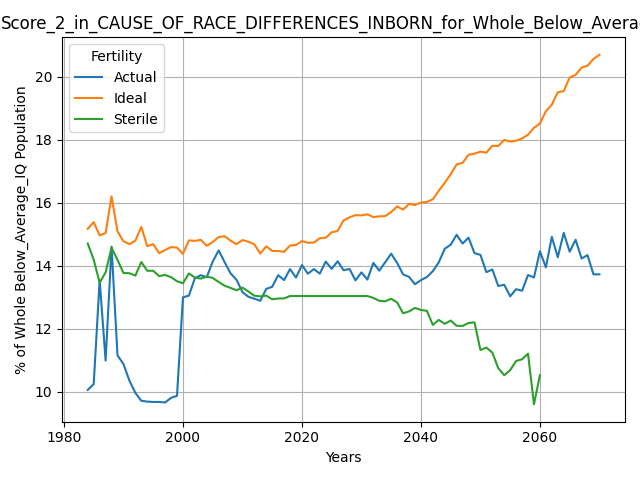 Score_2_in_CAUSE_OF_RACE_DIFFERENCES_INBORN_for_Whole_Below_Avera
Fertility
Actual
Ideal
Sterile
% of Whole Below_Average_IQ Population
20
18
16
14
12
10
1980
2000
2020
2040
2060
Years